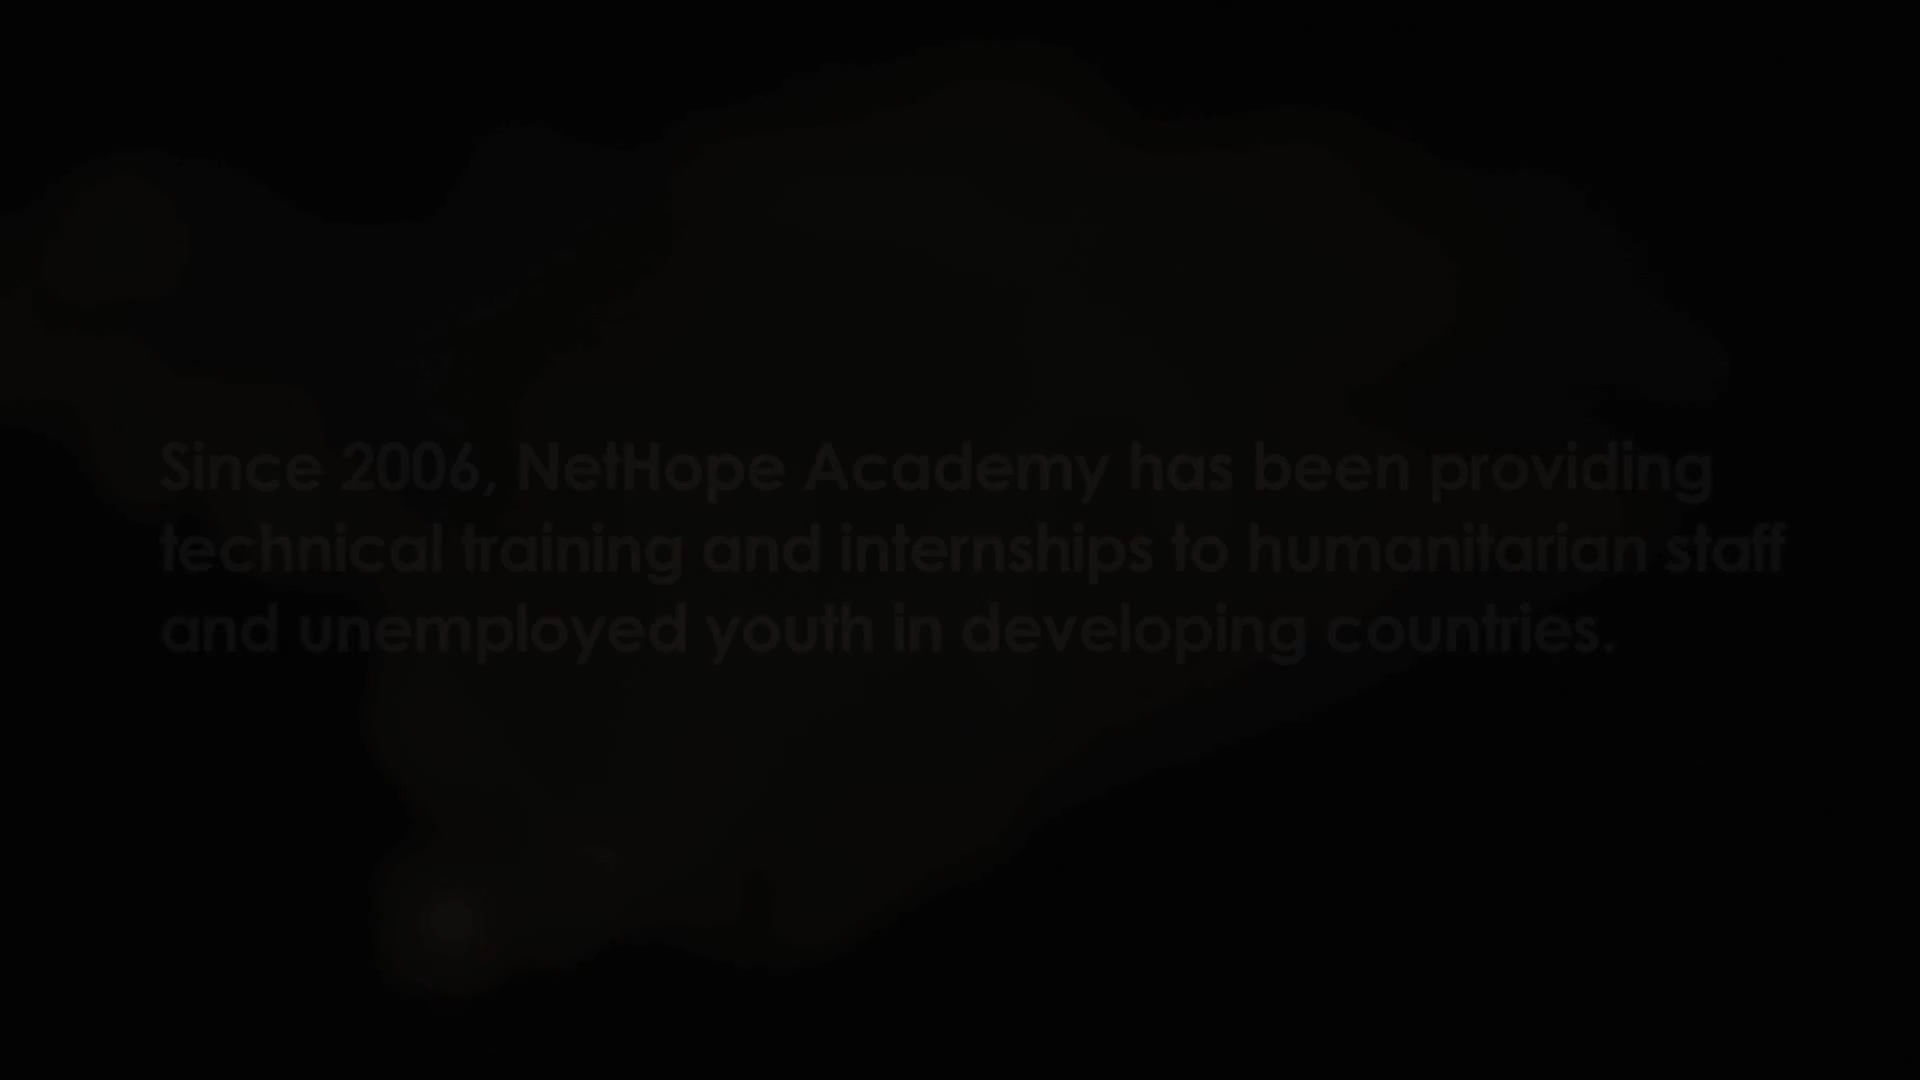 Since 2006, NetHope Academy has been providing
technical training and internships to humanitarian staff
and unemployed youth in developing countries.